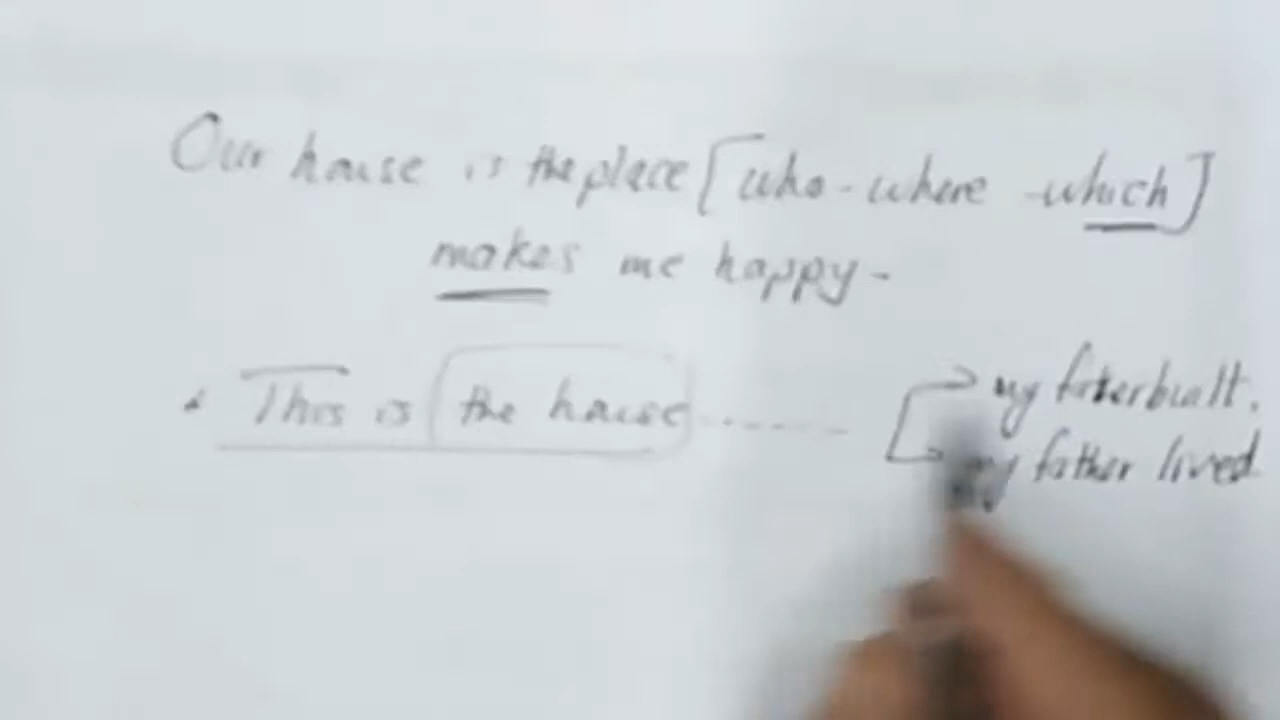 Our house is the place [who - where - which]
makes me happy -
This is the house ........ my father built.
my father lived